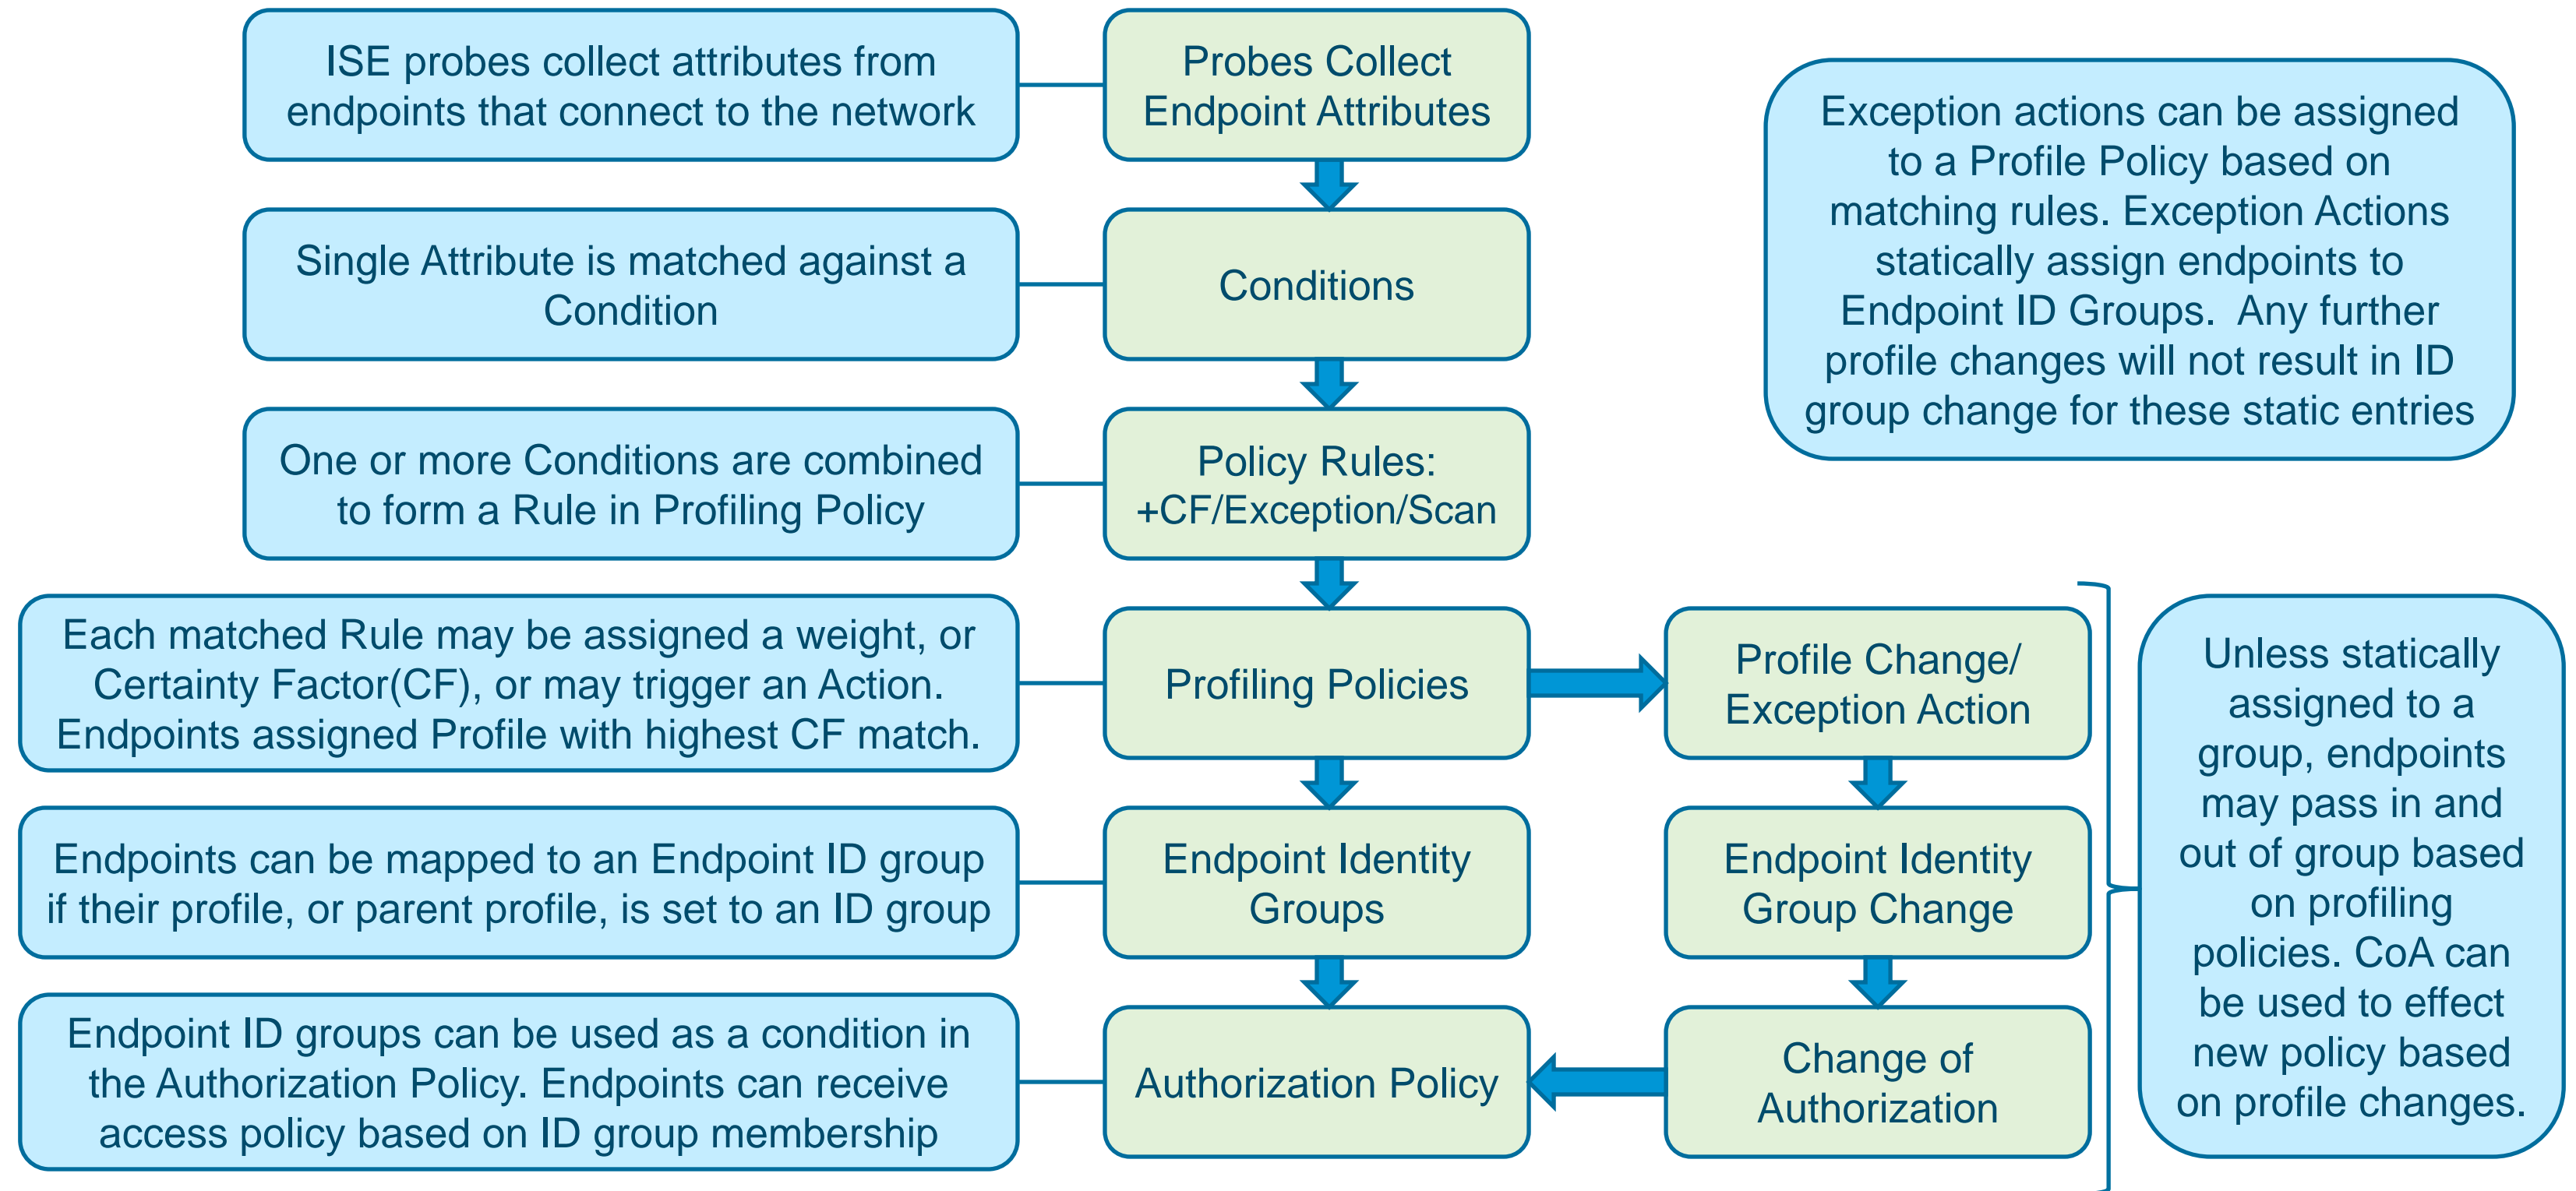 ISE probes collect attributes from
endpoints that connect to the network
Probes Collect
Endpoint Attributes
Exception actions can be assigned
to a Profile Policy based on
matching rules. Exception Actions
statically assign endpoints to
Endpoint ID Groups.  Any further
profile changes will not result in ID
group change for these static entries
Single Attribute is matched against a
Condition
Conditions
One or more Conditions are combined
to form a Rule in Profiling Policy
Policy Rules:
+CF/Exception/Scan
Each matched Rule may be assigned a weight, or
Certainty Factor(CF), or may trigger an Action.
Endpoints assigned Profile with highest CF match.
Profiling Policies
Profile Change/
Exception Action
Unless statically
assigned to a
group, endpoints
may pass in and
out of group based
on profiling
policies. CoA can
be used to effect
new policy based
on profile changes.
Endpoints can be mapped to an Endpoint ID group
if their profile, or parent profile, is set to an ID group
Endpoint Identity
Groups
Endpoint Identity
Group Change
Endpoint ID groups can be used as a condition in
the Authorization Policy. Endpoints can receive
access policy based on ID group membership
Authorization Policy
Change of
Authorization